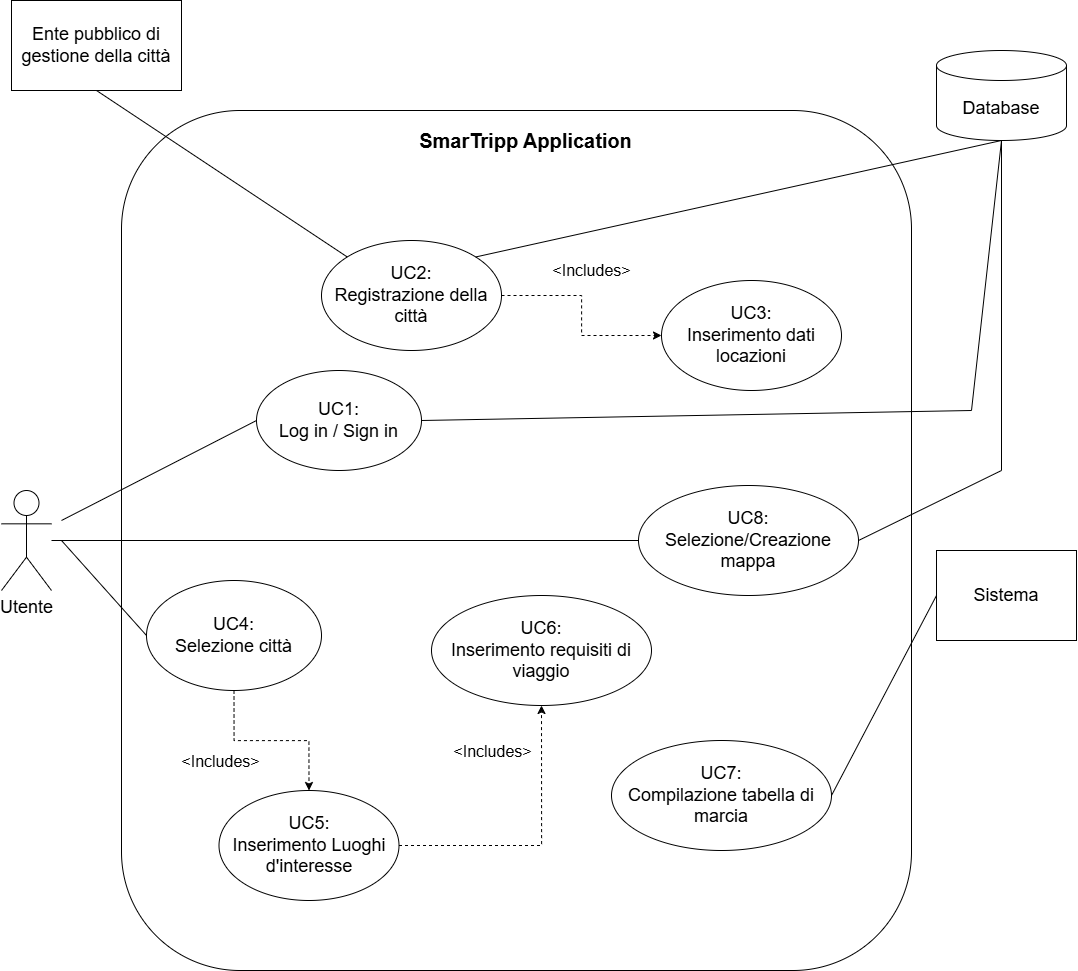 Ente pubblico di
gestione della città
Database
SmarTripp Application
UC2:
Registrazione della
città
<Includes>
UC3:
Inserimento dati
locazioni
UC1:
Log in / Sign in
UC8:
Selezione/Creazione
mappa
Utente
Sistema
UC4:
Selezione città
UC6:
Inserimento requisiti di
viaggio
<Includes>
<Includes>
UC7:
Compilazione tabella di
marcia
UC5:
Inserimento Luoghi
d'interesse